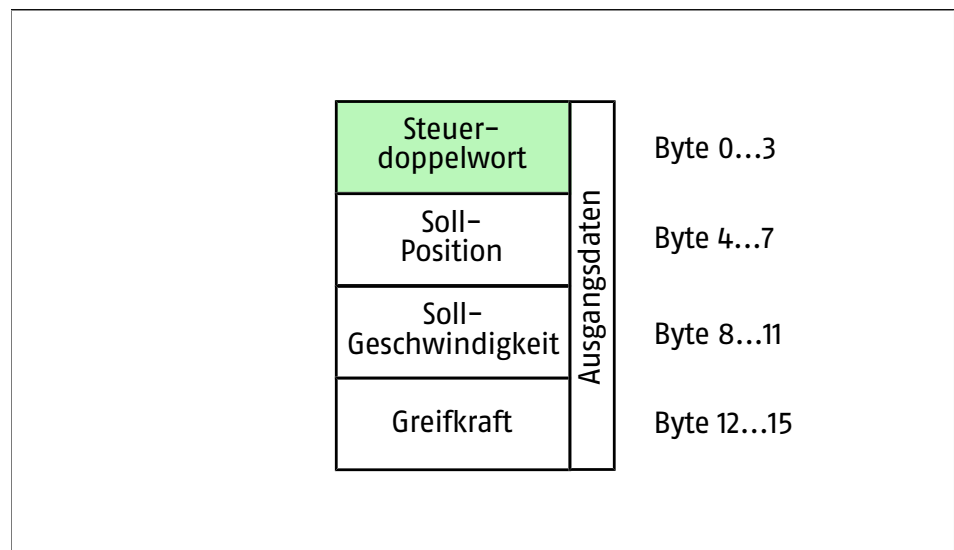 Steuer-
doppelwort
Byte 0...3
Soll-
Position
Byte 4...7
Soll-
Geschwindigkeit
Byte 8...11
Greifkraft
Byte 12...15
Ausgangsdaten